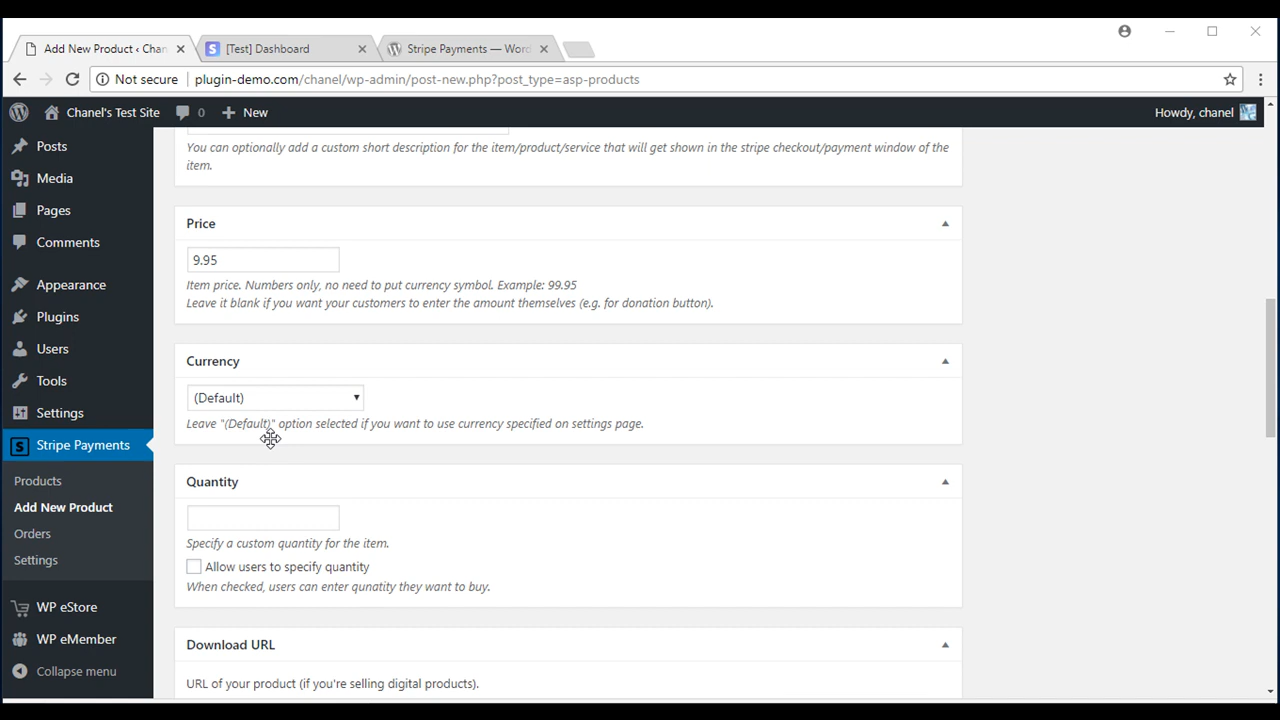 Add New Product ‹ Chan
[Test] Dashboard
Stripe Payments — Word
Not secure
plugin-demo.com/chanel/wp-admin/post-new.php?post_type=asp-products
Chanel's Test Site
0
New
Howdy, chanel
Posts
Media
Pages
Comments
Appearance
Plugins
Users
Tools
Settings
S
Stripe Payments
Products
Add New Product
Orders
Settings
WP eStore
WP eMember
Collapse menu
You can optionally add a custom short description for the item/product/service that will get shown in the stripe checkout/payment window of the
item.
Price
9.95
Item price. Numbers only, no need to put currency symbol. Example: 99.95
Leave it blank if you want your customers to enter the amount themselves (e.g. for donation button).
Currency
(Default)
Leave "(Default)" option selected if you want to use currency specified on settings page.
Quantity
Specify a custom quantity for the item.
Allow users to specify quantity
When checked, users can enter qunatity they want to buy.
Download URL
URL of your product (if you're selling digital products).